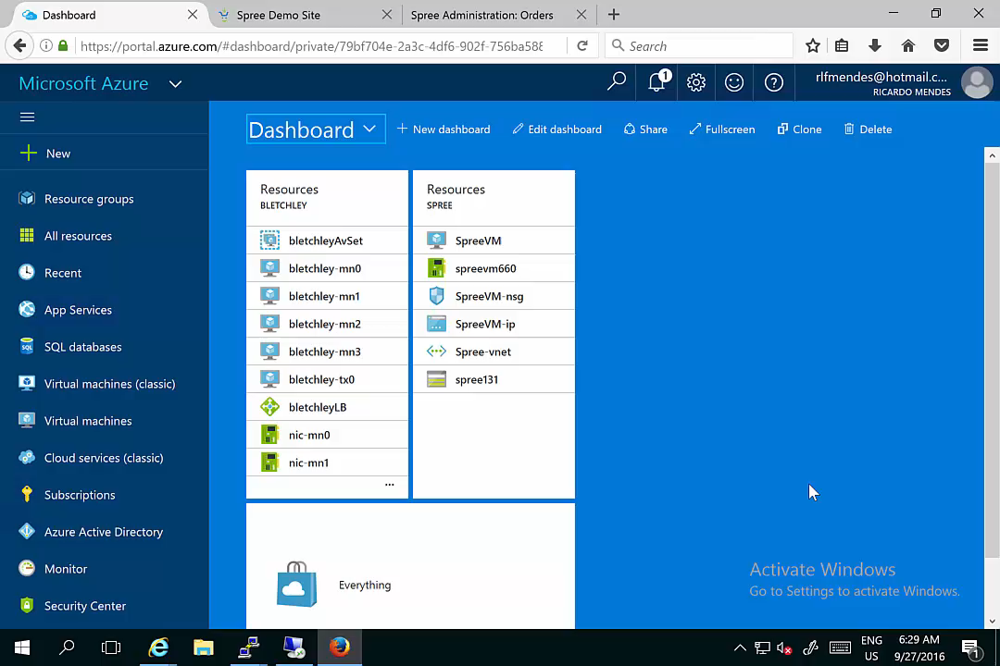 Dashboard
Spree Demo Site
Spree Administration: Orders
https://portal.azure.com/#dashboard/private/79bf704e-2a3c-4df6-902f-756ba588
Search
Microsoft Azure
1
rlfmendes@hotmail.c...
RICARDO MENDES
New
Resource groups
All resources
Recent
App Services
SQL databases
Virtual machines (classic)
Virtual machines
Cloud services (classic)
Subscriptions
Azure Active Directory
Monitor
Security Center
Dashboard
New dashboard
Edit dashboard
Share
Fullscreen
Clone
Delete
Resources
BLETCHLEY
bletchleyAvSet
bletchley-mn0
bletchley-mn1
bletchley-mn2
bletchley-mn3
bletchley-tx0
bletchleyLB
nic-mn0
nic-mn1
...
Resources
SPREE
SpreeVM
spreevm660
SpreeVM-nsg
SpreeVM-ip
Spree-vnet
spree131
Everything
Activate Windows
Go to Settings to activate Windows.
ENG
US
6:29 AM
9/27/2016
1